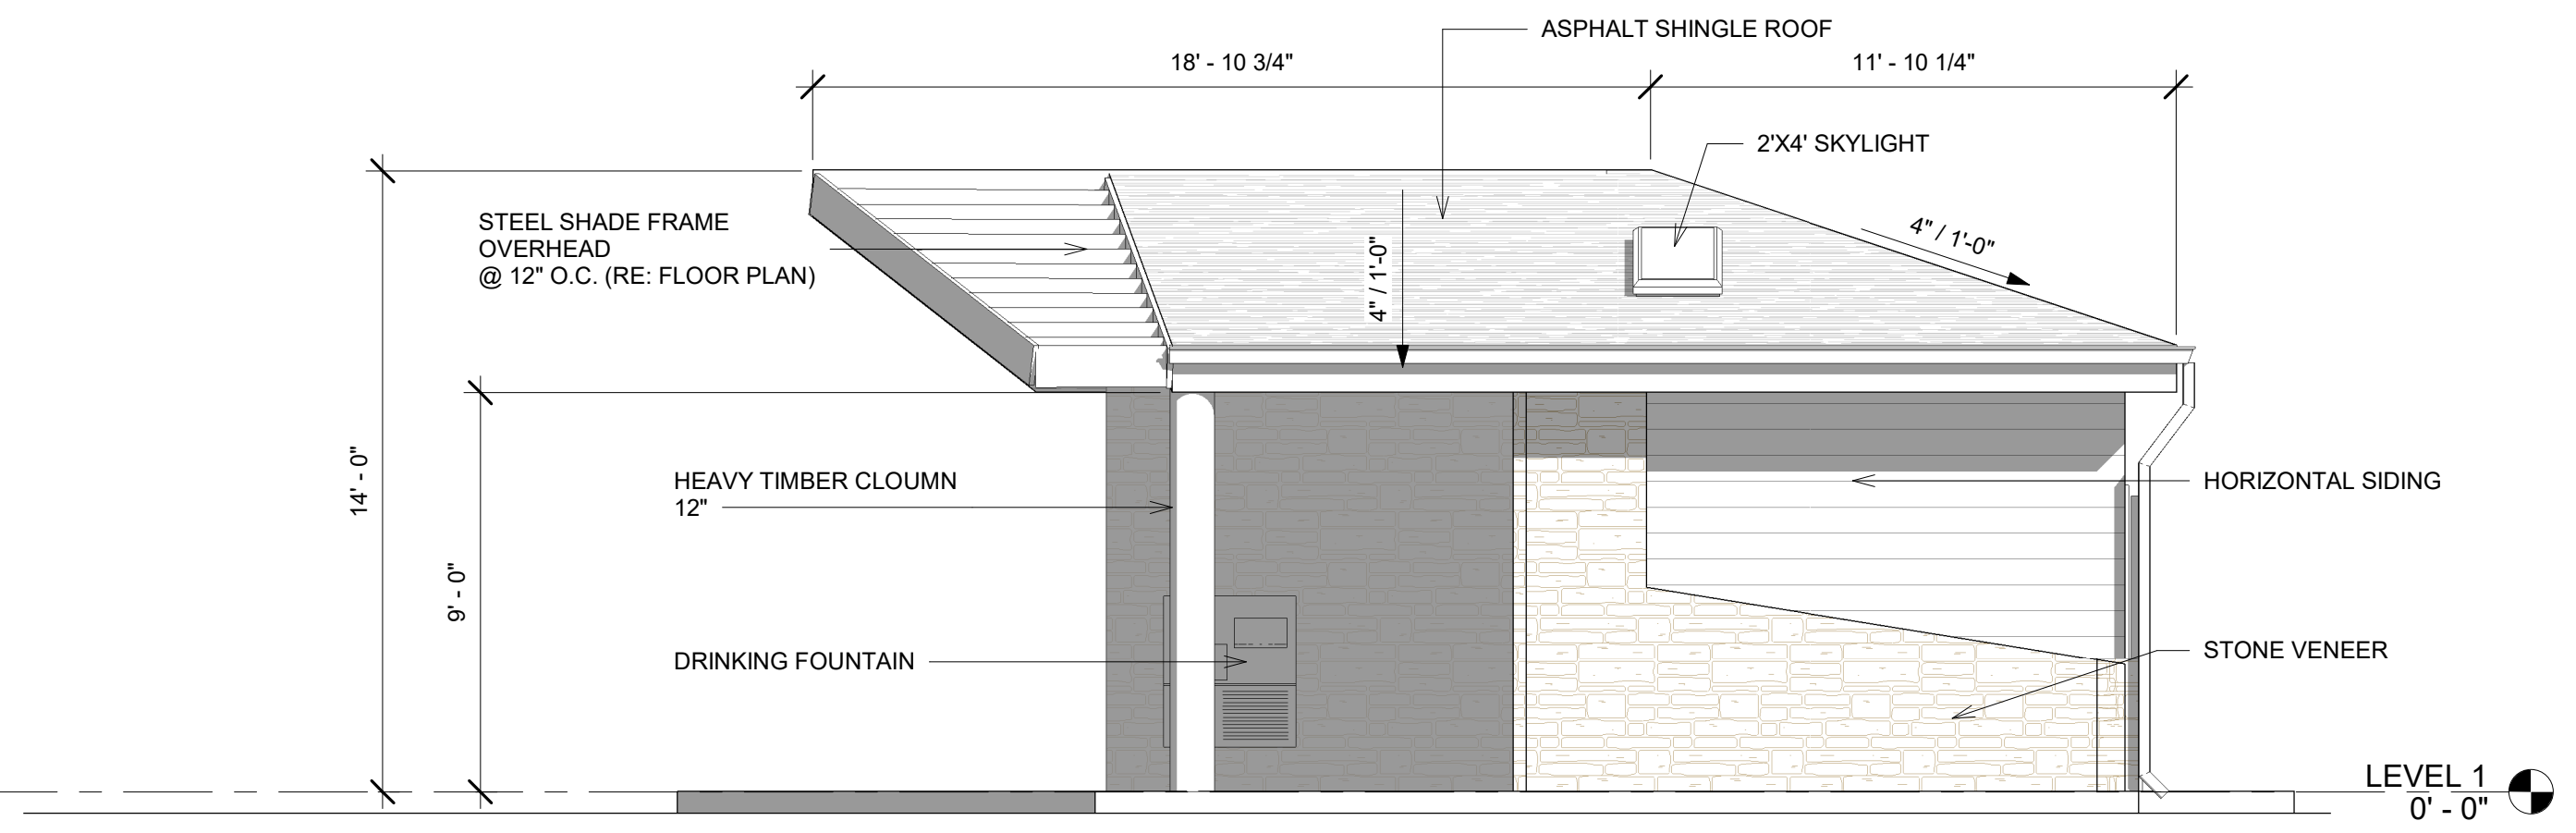 ASPHALT SHINGLE ROOF
18' - 10 3/4"
11' - 10 1/4"
2'X4' SKYLIGHT
STEEL SHADE FRAME
OVERHEAD
@ 12" O.C. (RE: FLOOR PLAN)
4" / 1'-0"
4" / 1'-0"
14' - 0"
9' - 0"
HEAVY TIMBER CLOUMN
12"
HORIZONTAL SIDING
DRINKING FOUNTAIN
STONE VENEER
LEVEL 1
0' - 0"